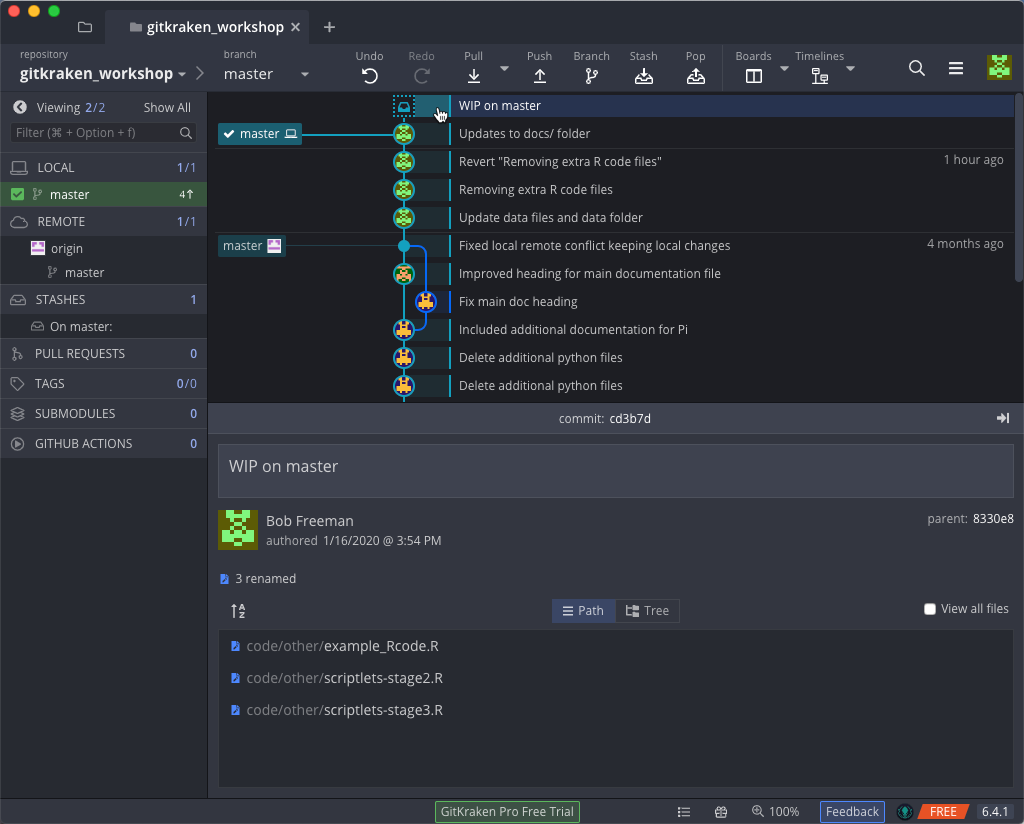 gitkraken_workshop
repository
gitkraken_workshop
branch
master
Undo
Redo
Pull
Push
Branch
Stash
Pop
Boards
Timelines
Viewing 2/2
Show All
Filter (⌘ + Option + f)
LOCAL
1/1
master
4↑
REMOTE
1/1
origin
master
STASHES
1
On master:
PULL REQUESTS
0
TAGS
0/0
SUBMODULES
0
GITHUB ACTIONS
0
WIP on master
master
Updates to docs/ folder
Revert "Removing extra R code files"
1 hour ago
Removing extra R code files
Update data files and data folder
master
Fixed local remote conflict keeping local changes
4 months ago
Improved heading for main documentation file
Fix main doc heading
Included additional documentation for Pi
Delete additional python files
Delete additional python files
commit: cd3b7d
WIP on master
Bob Freeman
authored 1/16/2020 @ 3:54 PM
parent: 8330e8
3 renamed
A
Z
Path
Tree
View all files
code/other/example_Rcode.R
code/other/scriptlets-stage2.R
code/other/scriptlets-stage3.R
GitKraken Pro Free Trial
100%
Feedback
FREE
6.4.1